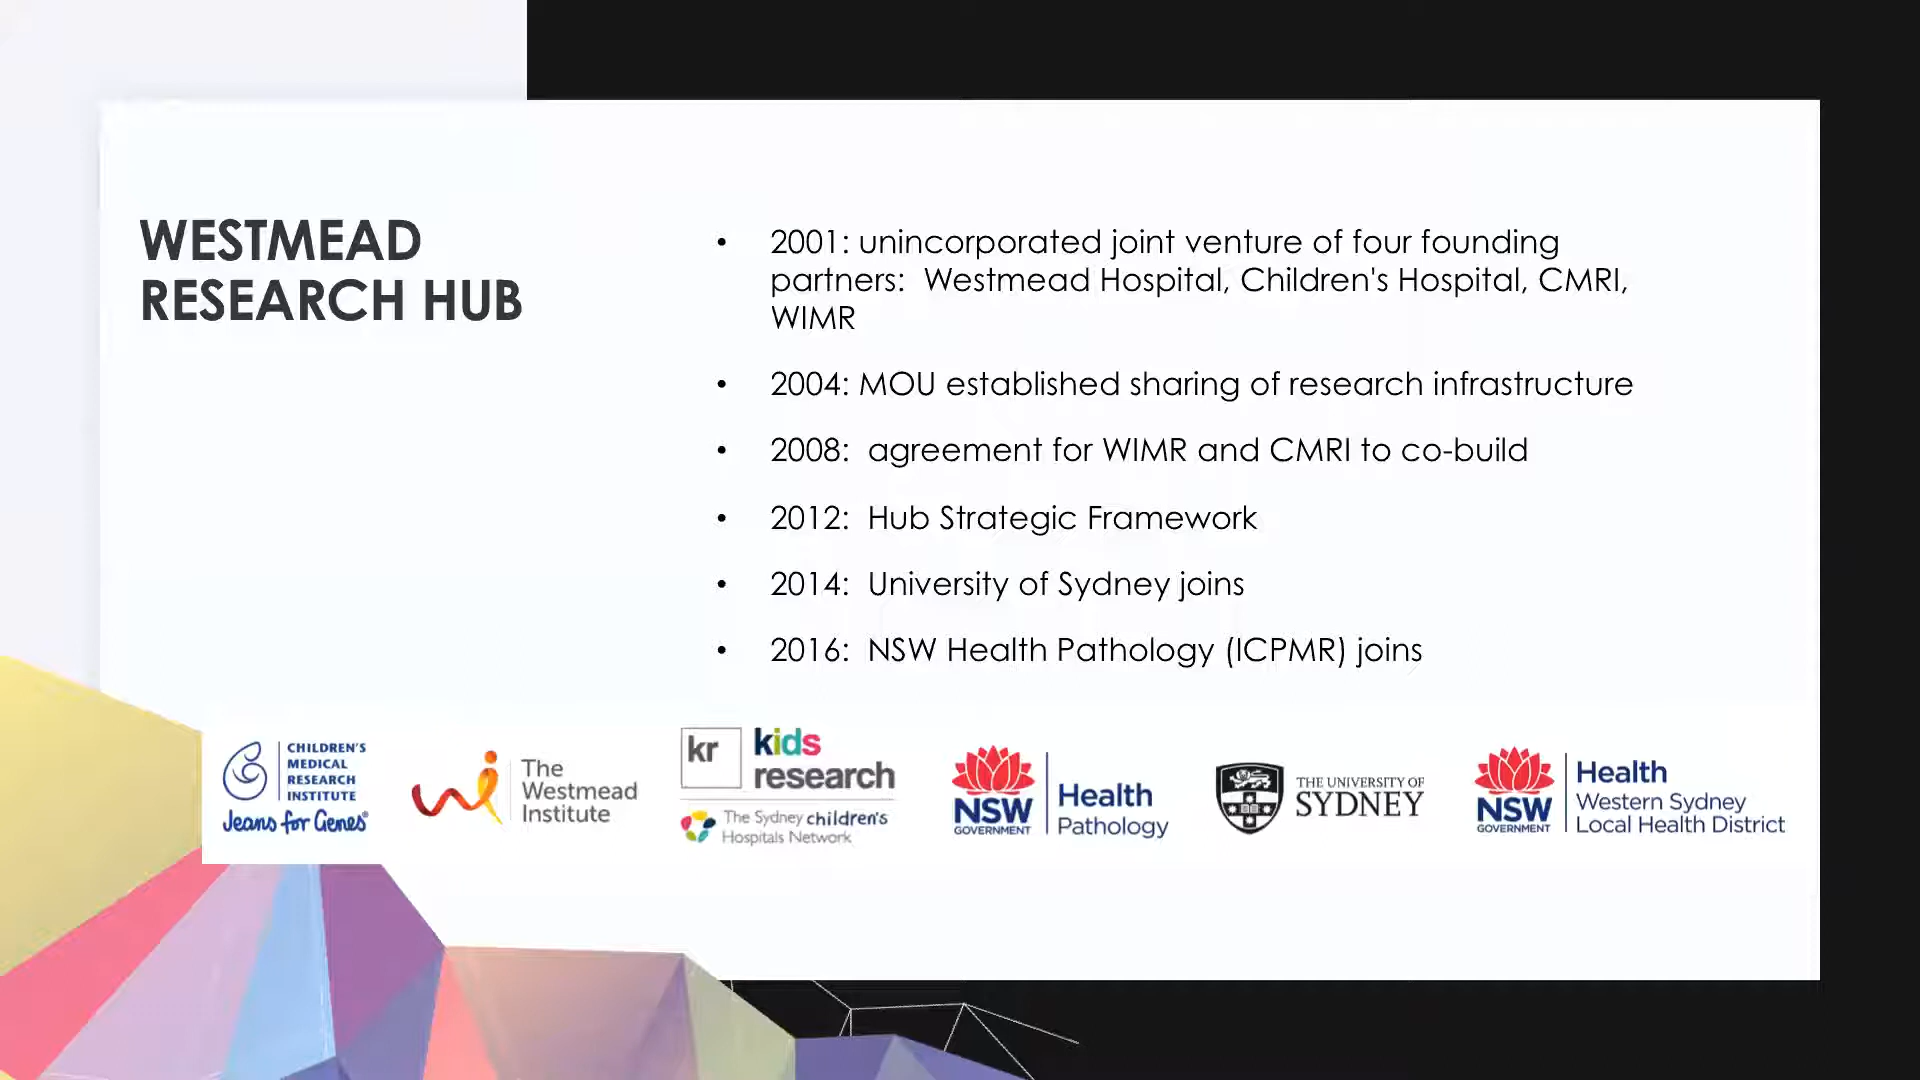 WESTMEAD
RESEARCH HUB
• 2001: unincorporated joint venture of four founding
partners:  Westmead Hospital, Children's Hospital, CMRI,
WIMR
• 2004: MOU established sharing of research infrastructure
• 2008:  agreement for WIMR and CMRI to co-build
• 2012:  Hub Strategic Framework
• 2014:  University of Sydney joins
• 2016:  NSW Health Pathology (ICPMR) joins
CHILDREN'S
MEDICAL
RESEARCH
INSTITUTE
Jeans for Genes®
The
Westmead
Institute
kr
kids
research
The Sydney children's
Hospitals Network
NSW
GOVERNMENT
Health
Pathology
THE UNIVERSITY OF
SYDNEY
NSW
GOVERNMENT
Health
Western Sydney
Local Health District